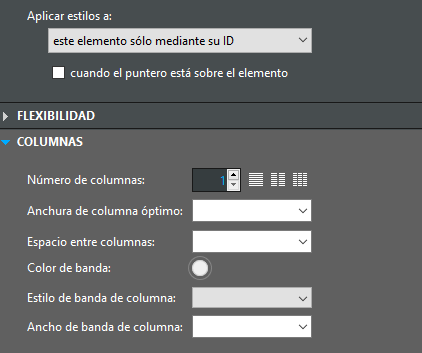 Aplicar estilos a:
este elemento sólo mediante su ID
cuando el puntero está sobre el elemento
FLEXIBILIDAD
COLUMNAS
Número de columnas: 1
Anchura de columna óptimo:
Espacio entre columnas:
Color de banda:
Estilo de banda de columna:
Ancho de banda de columna: